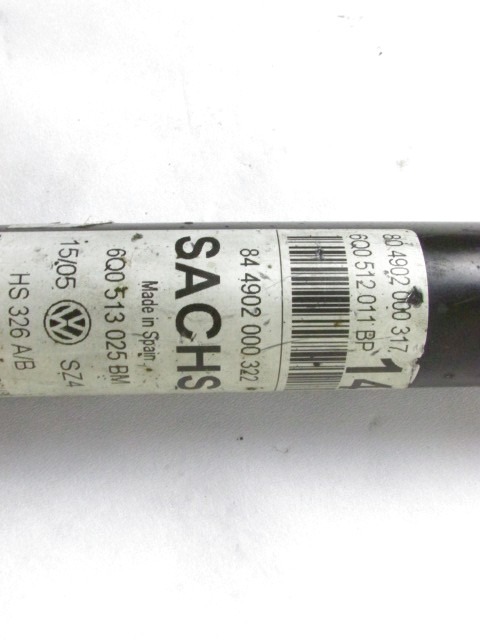 80 4902 000 317
6Q0 512 011 BP
14
84 4902 000 322
SACHS
Made in Spain
6Q0 513 025 BM
15/05 SZ4
HS 326 A/B